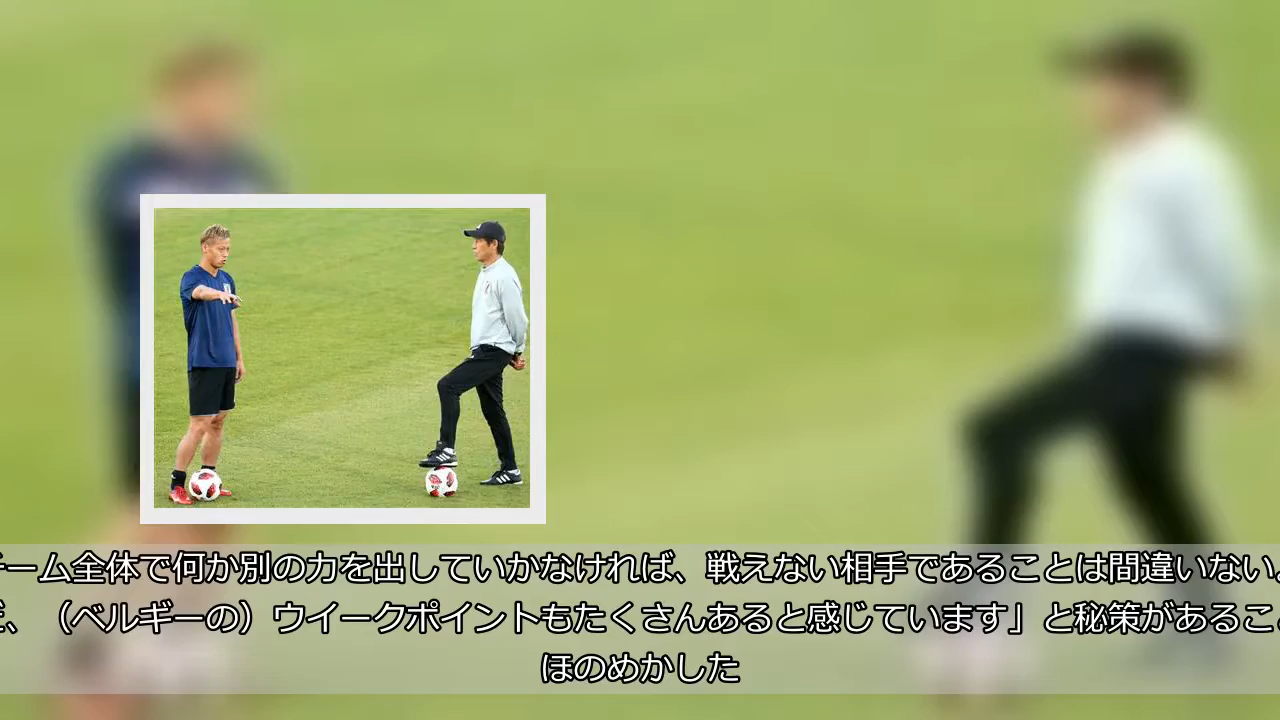 ーム全体で何か別の力を出していかなければ、戦えない相手であることは間違いない。
、（ベルギーの）ウイークポイントもたくさんあると感じています」と秘策があるこ
ほのめかした